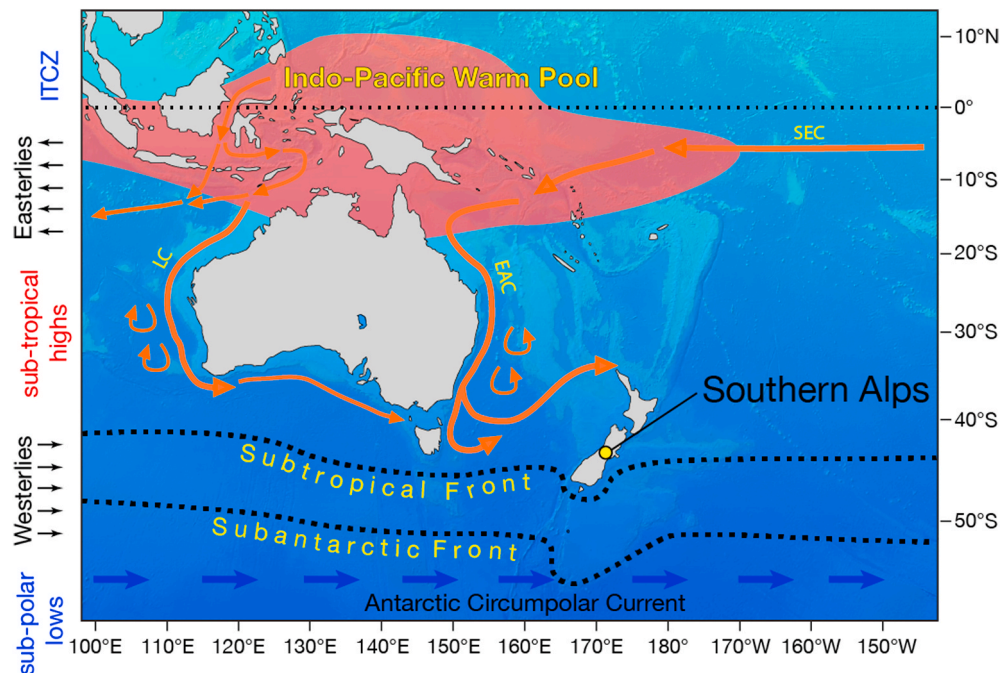 ITCZ
Easterlies
sub-tropical
highs
Westerlies
sub-polar
lows
Indo-Pacific Warm Pool
SEC
LC
EAC
Southern Alps
Subtropical Front
Subantarctic Front
Antarctic Circumpolar Current
10°N
0°
10°S
20°S
30°S
40°S
50°S
100°E
110°E
120°E
130°E
140°E
150°E
160°E
170°E
180°
170°W
160°W
150°W